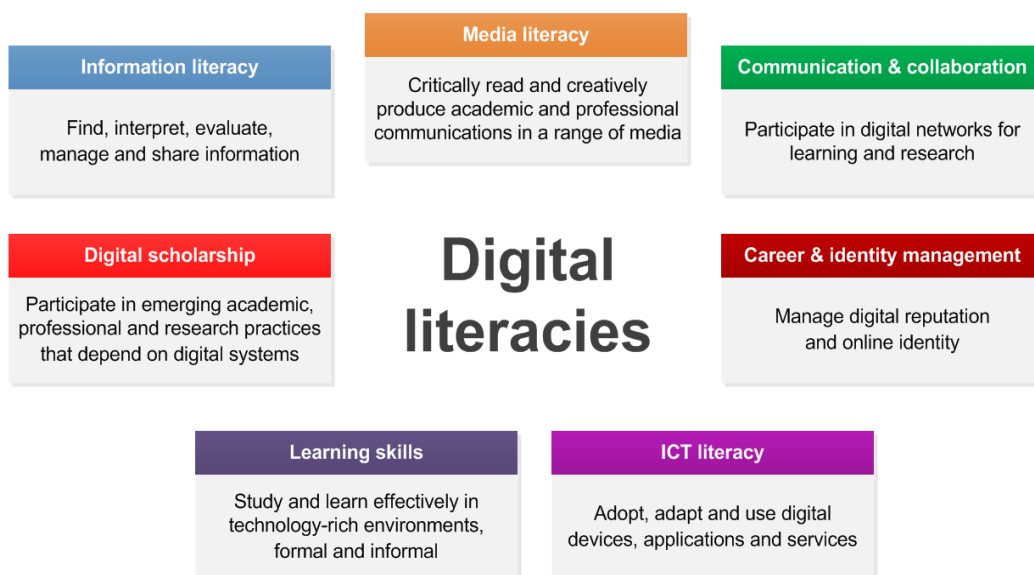 Media literacy
Critically read and creatively
produce academic and professional
communications in a range of media
Information literacy
Find, interpret, evaluate,
manage and share information
Communication & collaboration
Participate in digital networks for
learning and research
Digital scholarship
Participate in emerging academic,
professional and research practices
that depend on digital systems
Digital
literacies
Career & identity management
Manage digital reputation
and online identity
Learning skills
Study and learn effectively in
technology-rich environments,
formal and informal
ICT literacy
Adopt, adapt and use digital
devices, applications and services